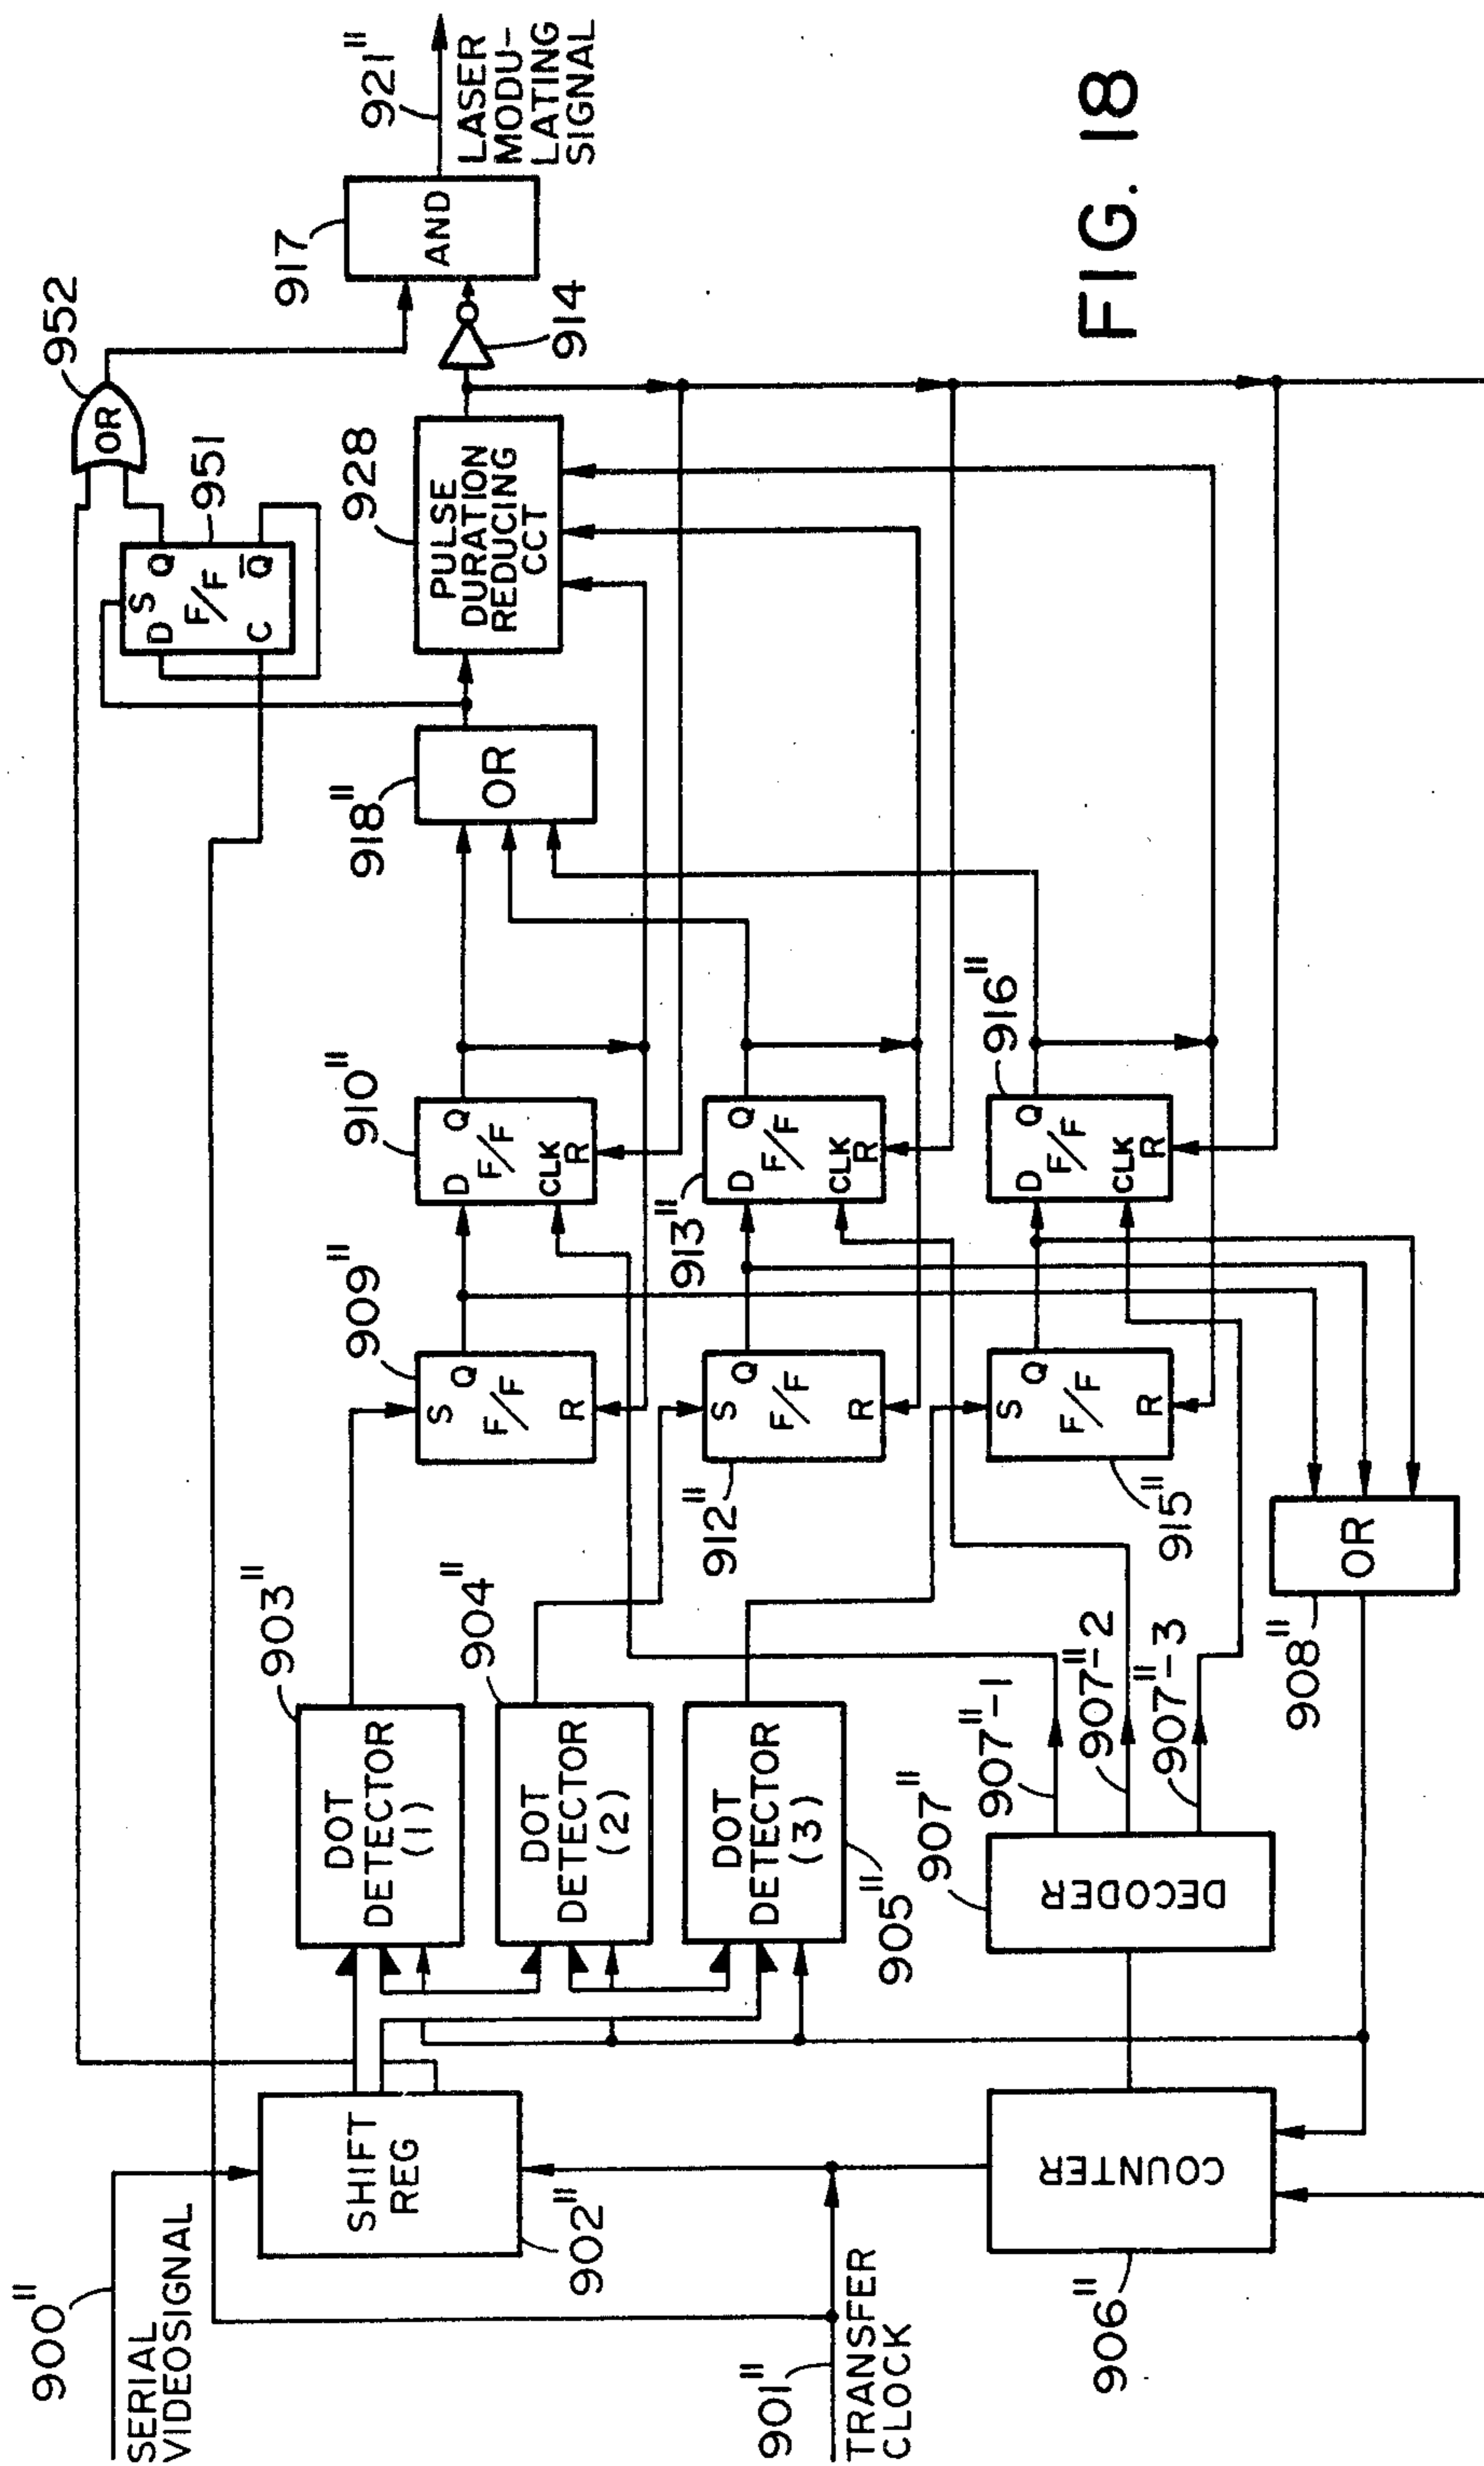 900"
SERIAL
VIDEOSIGNAL
901"
TRANSFER
CLOCK
SHIFT
REG
902"
COUNTER
906"
DOT
DETECTOR
(1)
903"
DOT
DETECTOR
(2)
904"
DOT
DETECTOR
(3)
905"
DECODER
907"
907"-1
907"-2
907"-3
OR
908"
S Q
F/F
R
909"
S Q
F/F
R
912"
S Q
F/F
R
915"
D Q
F/F
CLK
R
910"
D Q
F/F
CLK
R
913"
D Q
F/F
CLK
R
916"
OR
918"
S
D Q
F/F
C Q̅
951
OR
952
PULSE
DURATION
REDUCING
CCT
928
914
AND
917
921"
LASER
MODU-
LATING
SIGNAL
FIG. 18